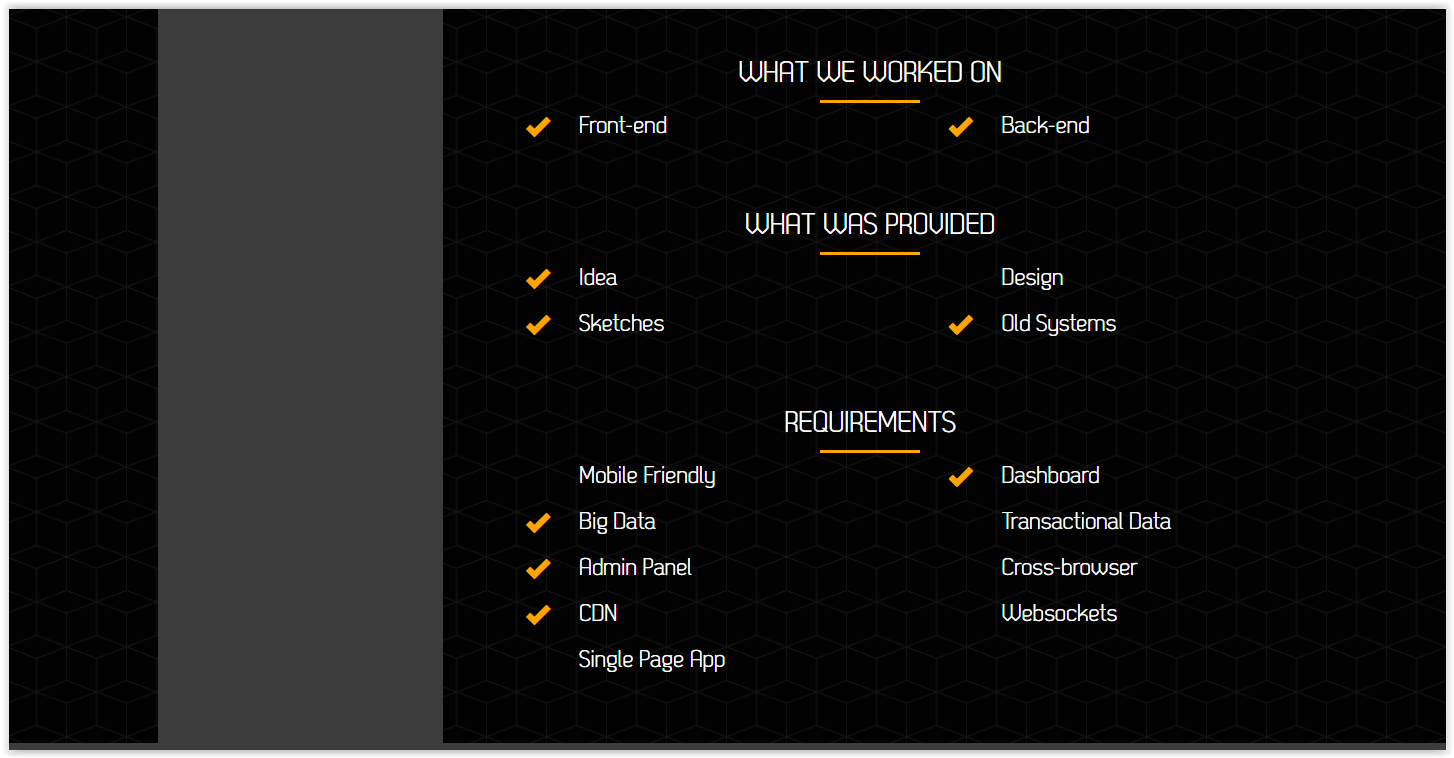 WHAT WE WORKED ON
Front-end Back-end
WHAT WAS PROVIDED
Idea Design
Sketches Old Systems
REQUIREMENTS
Mobile Friendly Dashboard
Big Data Transactional Data
Admin Panel Cross-browser
CDN Websockets
Single Page App